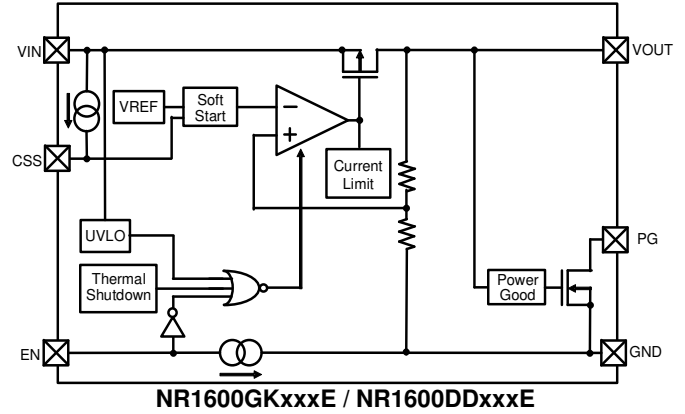 VIN
VOUT
VREF
Soft
Start
−
+
CSS
Current
Limit
UVLO
PG
Thermal
Shutdown
Power
Good
EN
GND
NR1600GKxxxE / NR1600DDxxxE